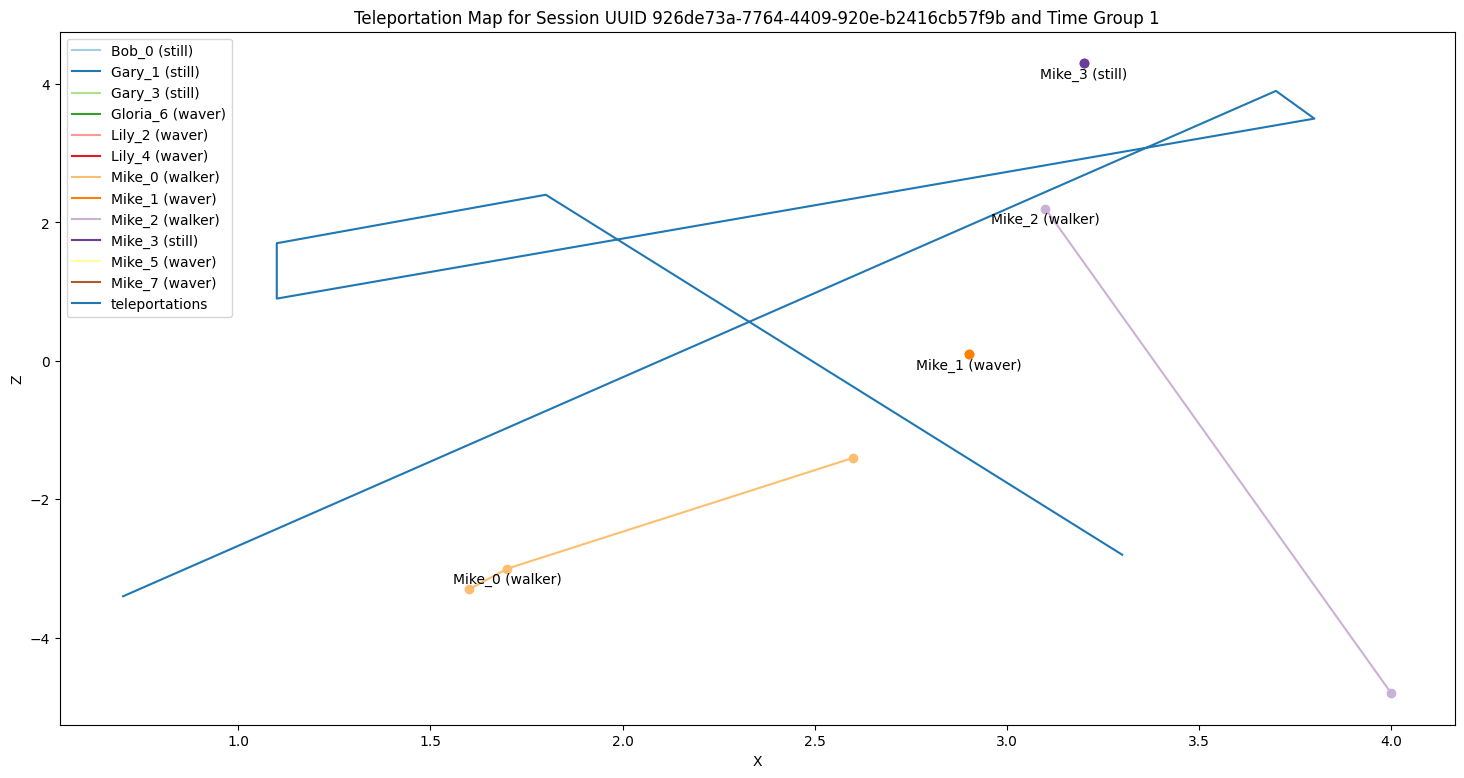 Teleportation Map for Session UUID 926de73a-7764-4409-920e-b2416cb57f9b and Time Group 1
Bob_0 (still)
Gary_1 (still)
Gary_3 (still)
Gloria_6 (waver)
Lily_2 (waver)
Lily_4 (waver)
Mike_0 (walker)
Mike_1 (waver)
Mike_2 (walker)
Mike_3 (still)
Mike_5 (waver)
Mike_7 (waver)
teleportations
Mike_3 (still)
Mike_2 (walker)
Mike_1 (waver)
Mike_0 (walker)
4
2
0
−2
−4
Z
1.0 1.5 2.0 2.5 3.0 3.5 4.0
X